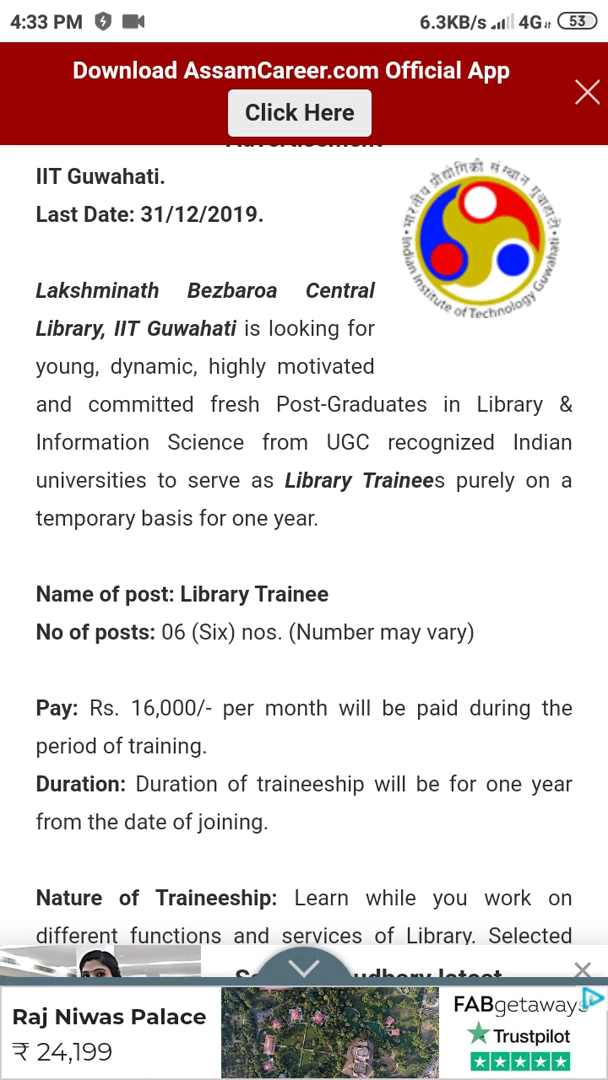 4:33 PM 6.3KB/s 4G 53
Download AssamCareer.com Official App
Click Here
Advertisement
IIT Guwahati.
Last Date: 31/12/2019.
भारतीय प्रौद्योगिकी संस्थान गुवाहाटी
Indian Institute of Technology Guwahati
Lakshminath Bezbaroa Central
Library, IIT Guwahati is looking for
young, dynamic, highly motivated
and committed fresh Post-Graduates in Library &
Information Science from UGC recognized Indian
universities to serve as Library Trainees purely on a
temporary basis for one year.
Name of post: Library Trainee
No of posts: 06 (Six) nos. (Number may vary)
Pay: Rs. 16,000/- per month will be paid during the
period of training.
Duration: Duration of traineeship will be for one year
from the date of joining.
Nature of Traineeship: Learn while you work on
different functions and services of Library. Selected
latest
Raj Niwas Palace
₹ 24,199
FABgetaways
Trustpilot